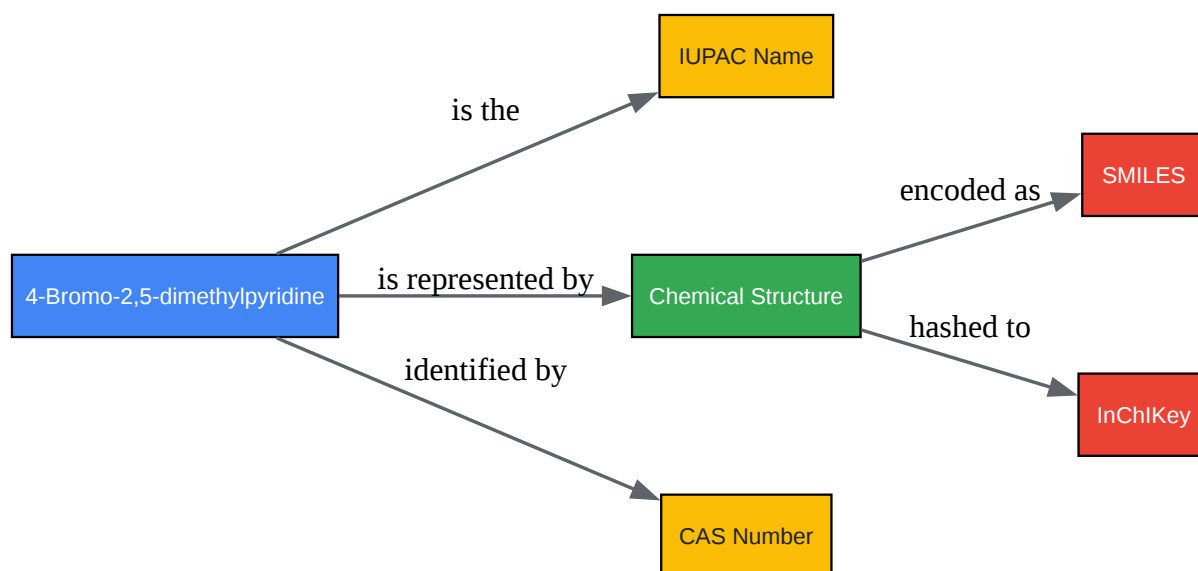 IUPAC Name
is the
SMILES
encoded as
4-Bromo-2,5-dimethylpyridine
is represented by
Chemical Structure
hashed to
identified by
InChIKey
CAS Number